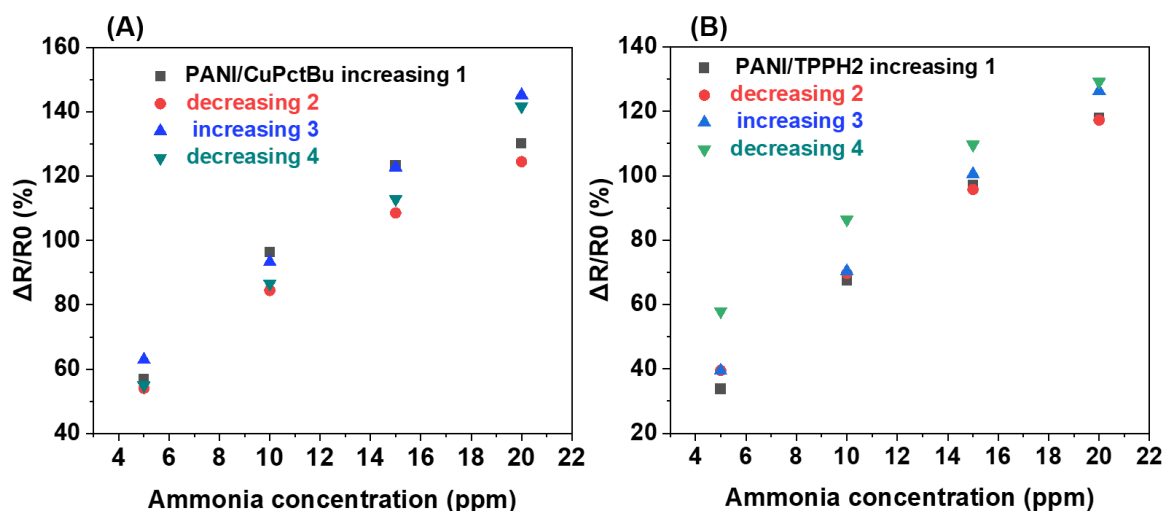 (A)
160
140
120
100
80
60
40
ΔR/R0 (%)
PANI/CuPctBu increasing 1
decreasing 2
increasing 3
decreasing 4
4 6 8 10 12 14 16 18 20 22
Ammonia concentration (ppm)
(B)
140
120
100
80
60
40
20
ΔR/R0 (%)
PANI/TPPH2 increasing 1
decreasing 2
increasing 3
decreasing 4
4 6 8 10 12 14 16 18 20 22
Ammonia concentration (ppm)